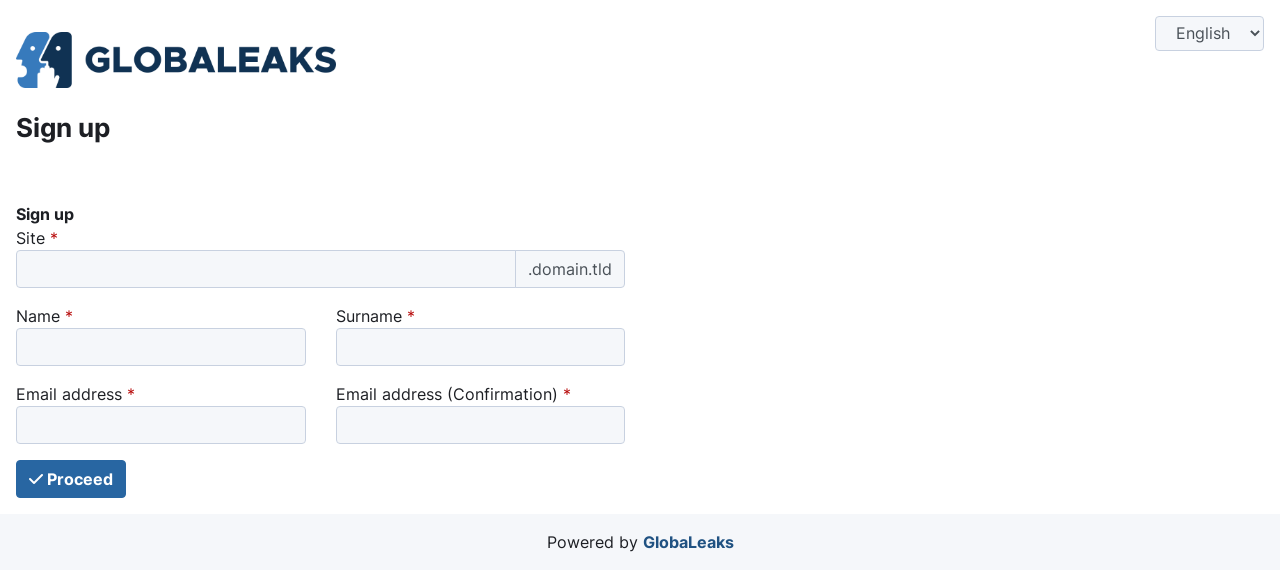 English
GLOBALEAKS
Sign up
Sign up
Site *
.domain.tld
Name *
Surname *
Email address *
Email address (Confirmation) *
Proceed
Powered by GlobaLeaks